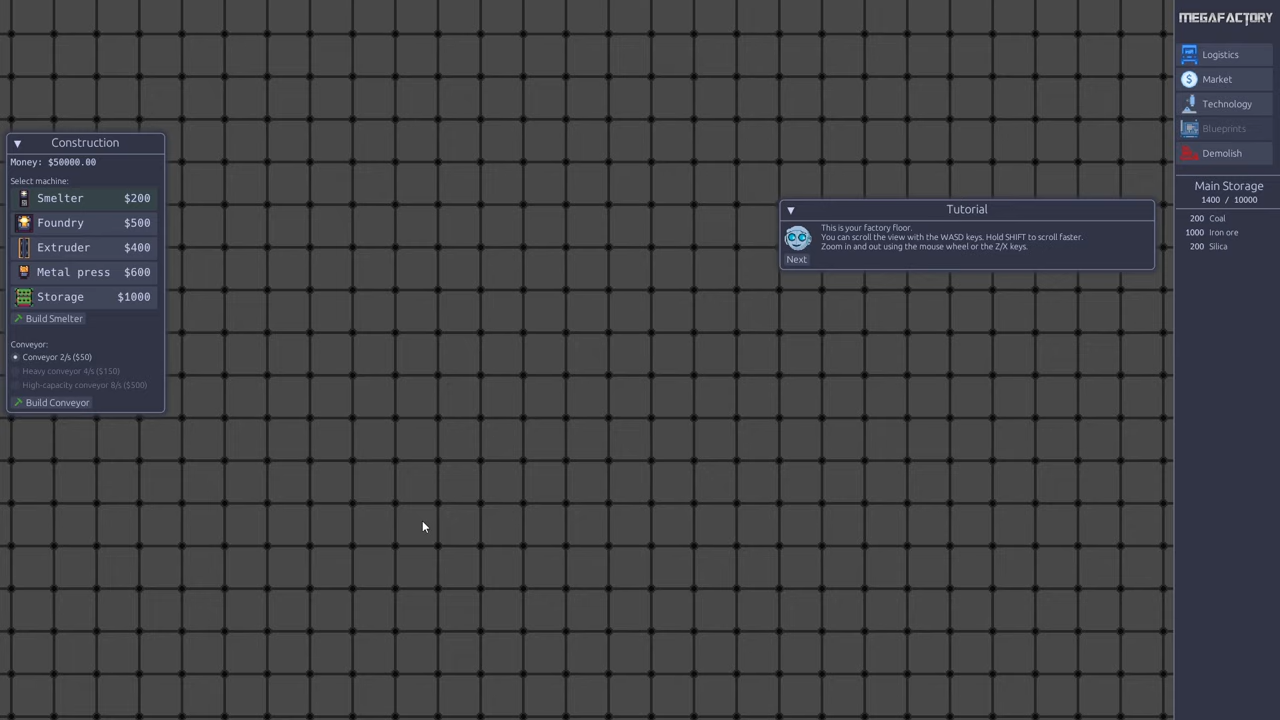 MEGAFACTORY
Logistics
Market
Technology
Blueprints
Demolish
Main Storage
1400 / 10000
200 Coal
1000 Iron ore
200 Silica
Construction
Money: $50000.00
Select machine:
Smelter $200
Foundry $500
Extruder $400
Metal press $600
Storage $1000
Build Smelter
Conveyor:
Conveyor 2/s ($50)
Heavy conveyor 4/s ($150)
High-capacity conveyor 8/s ($500)
Build Conveyor
Tutorial
This is your factory floor.
You can scroll the view with the WASD keys. Hold SHIFT to scroll faster.
Zoom in and out using the mouse wheel or the Z/X keys.
Next